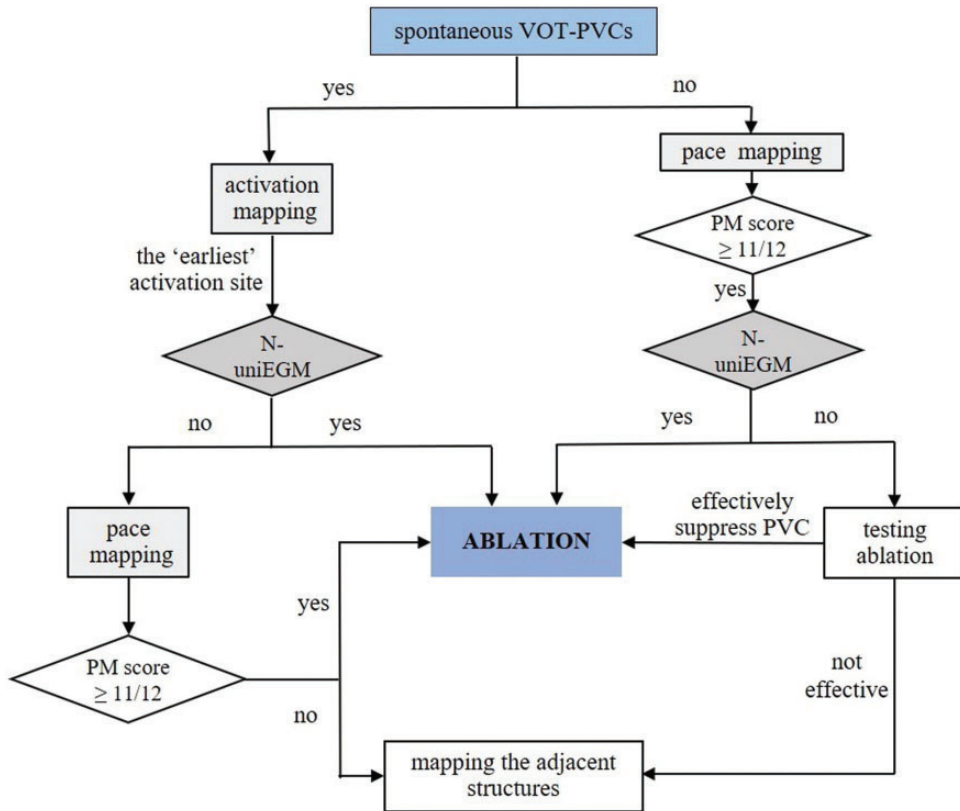 spontaneous VOT-PVCs
yes
no
activation
mapping
pace mapping
the ‘earliest’
activation site
PM score
≥ 11/12
yes
N-
uniEGM
N-
uniEGM
no
yes
yes
no
pace
mapping
ABLATION
effectively
suppress PVC
testing
ablation
yes
PM score
≥ 11/12
no
not
effective
mapping the adjacent
structures